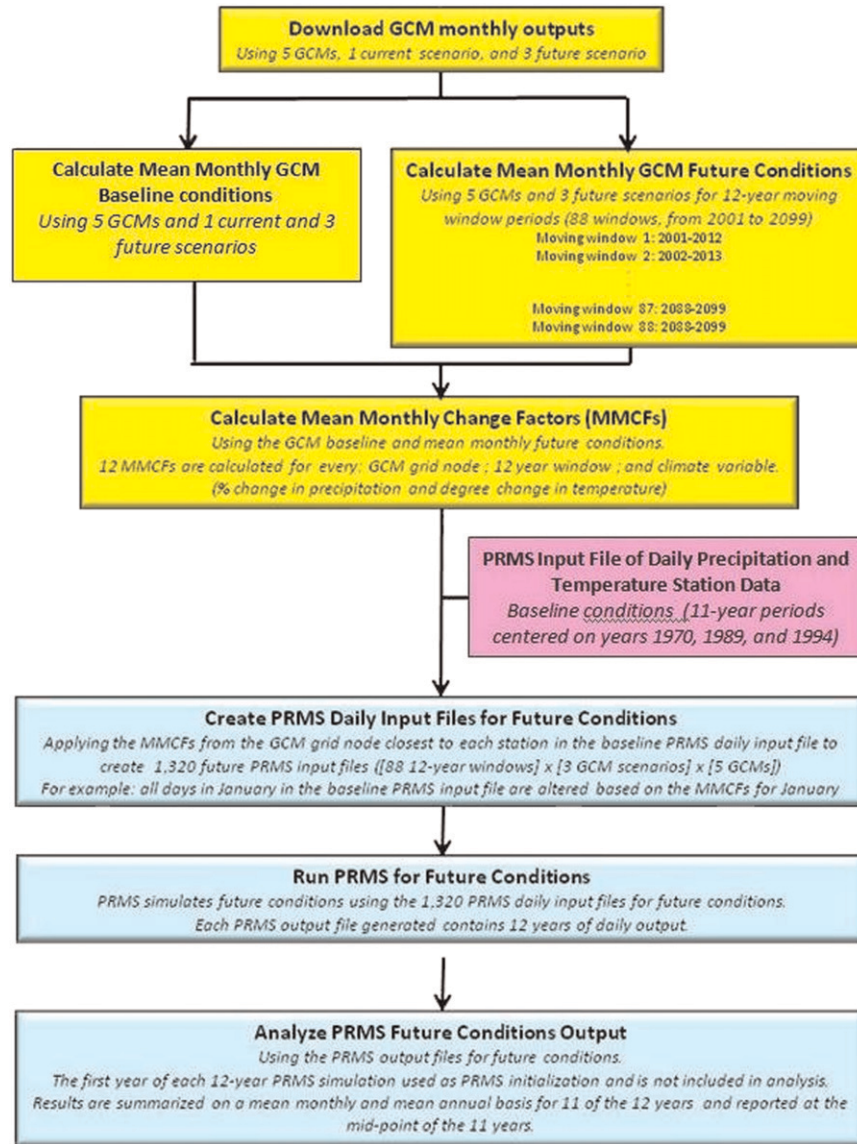 Download GCM monthly outputs
Using 5 GCMs, 1 current scenario, and 3 future scenario
Calculate Mean Monthly GCM
Baseline conditions
Using 5 GCMs and 1 current and 3
future scenarios
Calculate Mean Monthly GCM Future Conditions
Using 5 GCMs and 3 future scenarios for 12-year moving
window periods (88 windows, from 2001 to 2099)
Moving window 1: 2001-2012
Moving window 2: 2002-2013
Moving window 87: 2088-2099
Moving window 88: 2088-2099
Calculate Mean Monthly Change Factors (MMCFs)
Using the GCM baseline and mean monthly future conditions.
12 MMCFs are calculated for every: GCM grid node ; 12 year window ; and climate variable.
(% change in precipitation and degree change in temperature)
PRMS Input File of Daily Precipitation and
Temperature Station Data
Baseline conditions (11-year periods
centered on years 1970, 1989, and 1994)
Create PRMS Daily Input Files for Future Conditions
Applying the MMCFs from the GCM grid node closest to each station in the baseline PRMS daily input file to
create 1,320 future PRMS input files ([88 12-year windows] x [3 GCM scenarios] x [5 GCMs])
For example: all days in January in the baseline PRMS input file are altered based on the MMCFs for January
Run PRMS for Future Conditions
PRMS simulates future conditions using the 1,320 PRMS daily input files for future conditions.
Each PRMS output file generated contains 12 years of daily output.
Analyze PRMS Future Conditions Output
Using the PRMS output files for future conditions.
The first year of each 12-year PRMS simulation used as PRMS initialization and is not included in analysis.
Results are summarized on a mean monthly and mean annual basis for 11 of the 12 years and reported at the
mid-point of the 11 years.